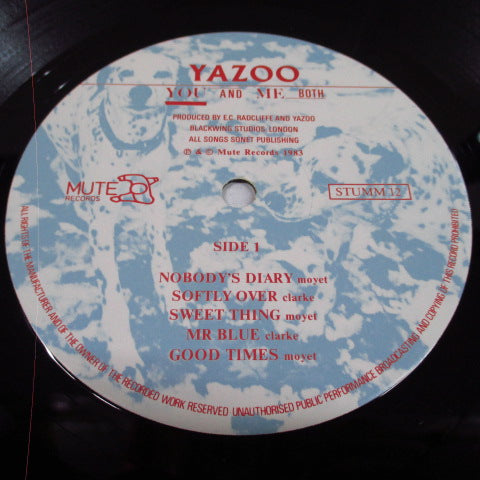 YAZOO
YOU AND ME BOTH
PRODUCED BY E.C. RADCLIFFE AND YAZOO
BLACKWING STUDIOS, LONDON
ALL SONGS SONET PUBLISHING
℗ & © Mute Records 1983
MUTE
RECORDS
STUMM 12
SIDE 1
NOBODY'S DIARY moyet
SOFTLY OVER clarke
SWEET THING moyet
MR BLUE clarke
GOOD TIMES moyet
ALL RIGHTS OF THE MANUFACTURER AND OF THE OWNER OF THE RECORDED WORK RESERVED UNAUTHORISED PUBLIC PERFORMANCE BROADCASTING AND COPYING OF THIS RECORD PROHIBITED